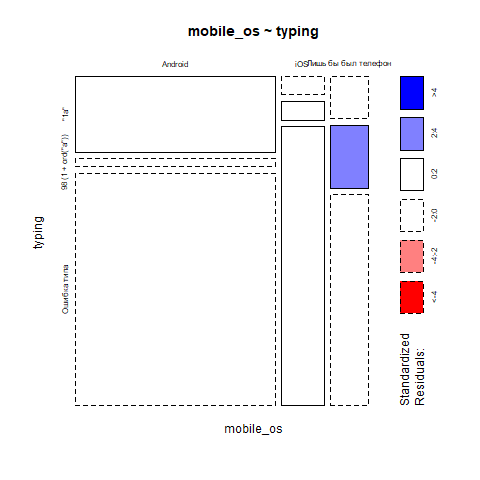 mobile_os ~ typing
Android
iOS
Лишь бы был телефон
"1a"
98 (1 + ord("a"))
Ошибка типа
typing
mobile_os
>4
2:4
0:2
-2:0
-4:-2
<-4
Standardized
Residuals: